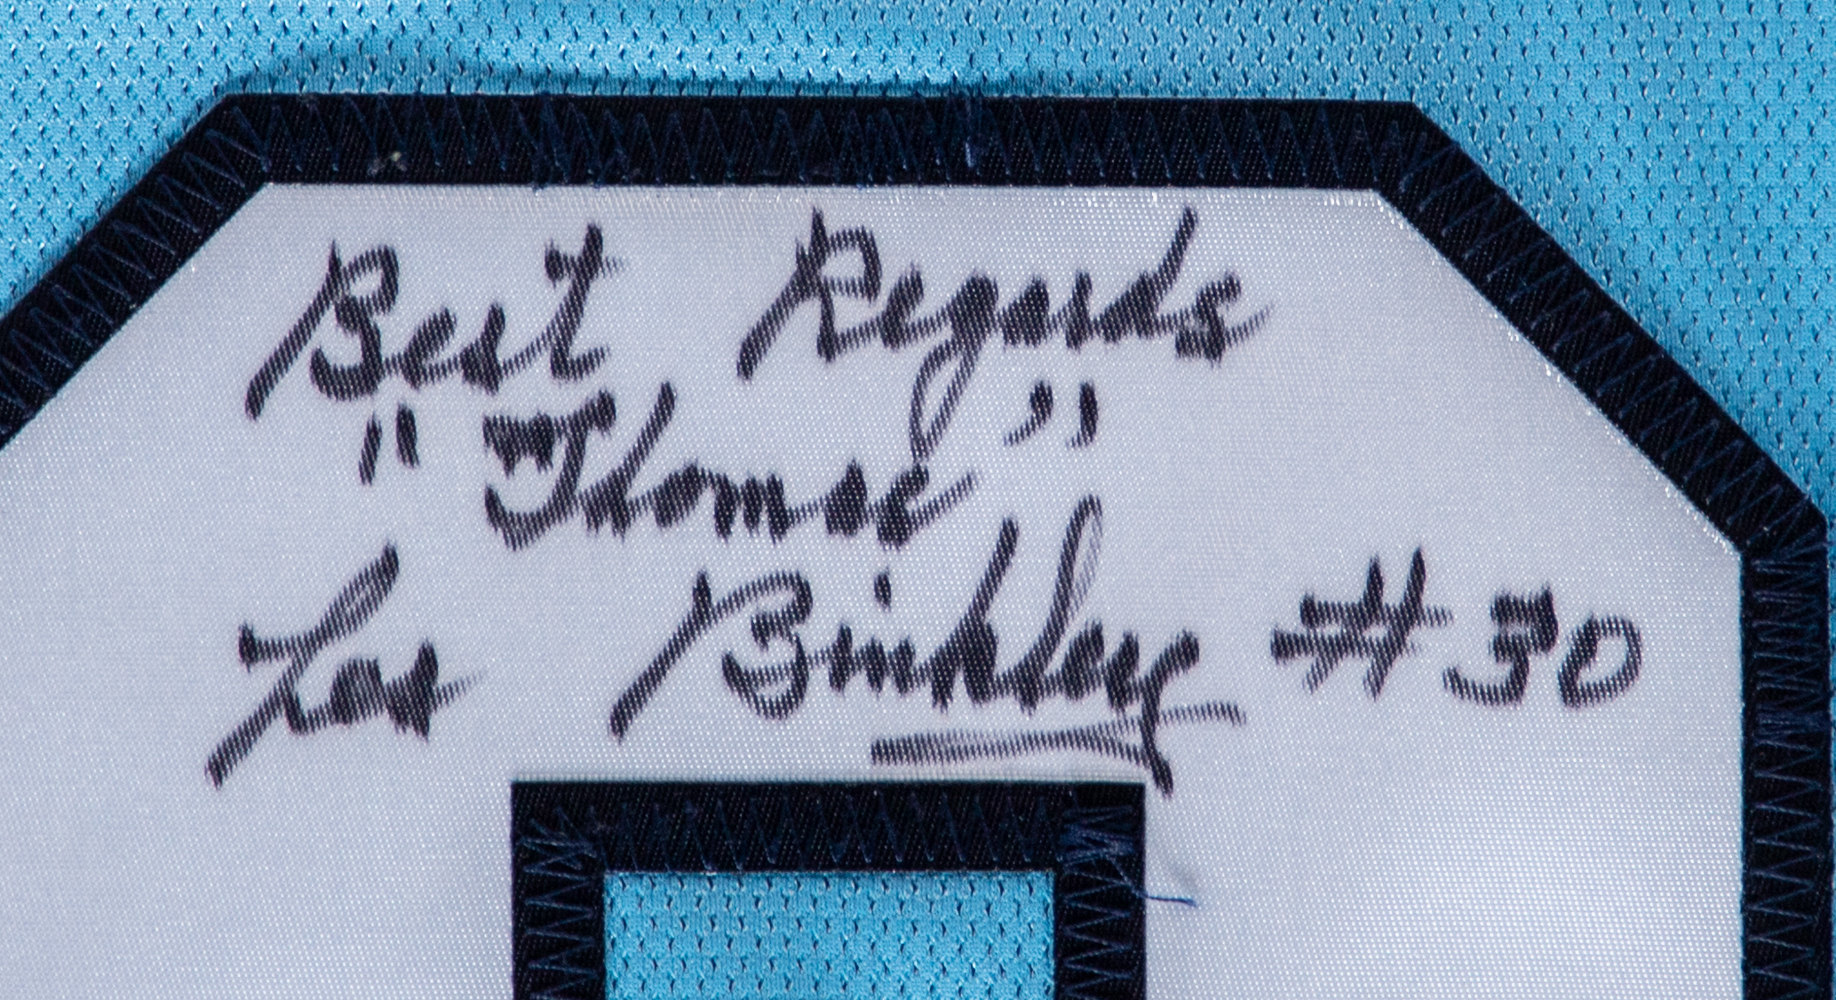 Best Regards
"Thomas"
Les Binkley #30